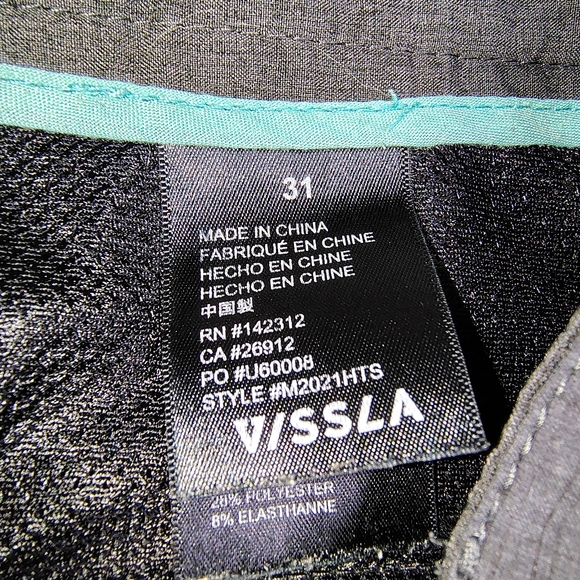 31
MADE IN CHINA
FABRIQUÉ EN CHINE
HECHO EN CHINE
HECHO EN CHINE
中国製
RN #142312
CA #26912
PO #U60008
STYLE #M2021HTS
VISSLA
POLYESTER
8% ELASTHANNE